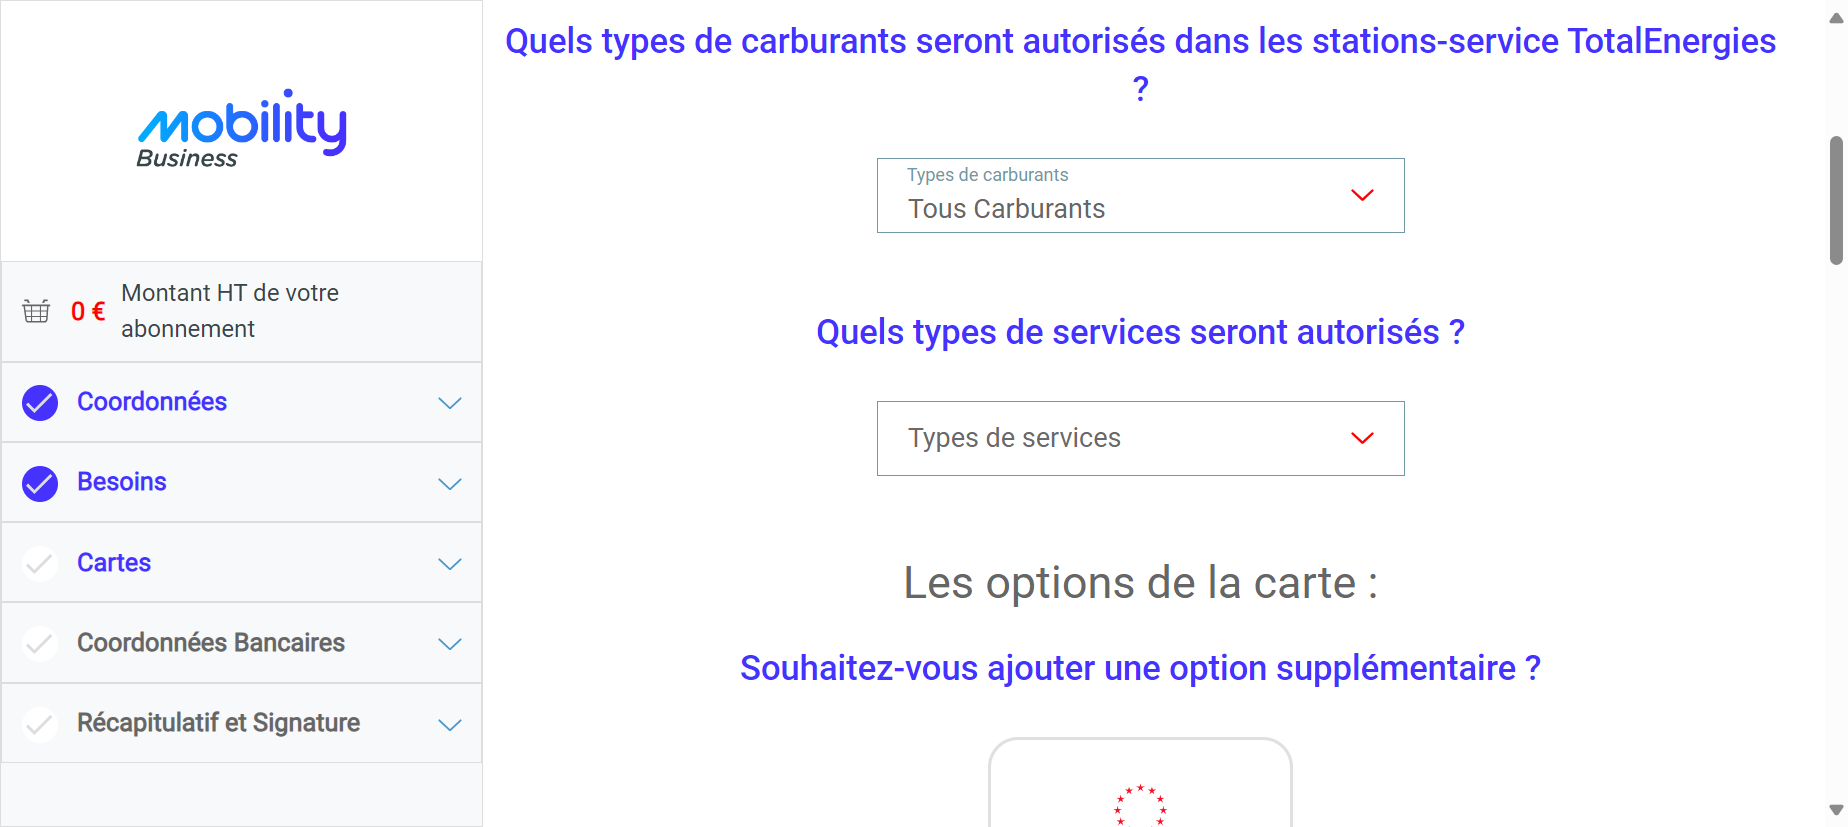 mobility
Business
0 €
Montant HT de votre
abonnement
Coordonnées
Besoins
Cartes
Coordonnées Bancaires
Récapitulatif et Signature
Quels types de carburants seront autorisés dans les stations-service TotalEnergies
?
Types de carburants
Tous Carburants
Quels types de services seront autorisés ?
Types de services
Les options de la carte :
Souhaitez-vous ajouter une option supplémentaire ?